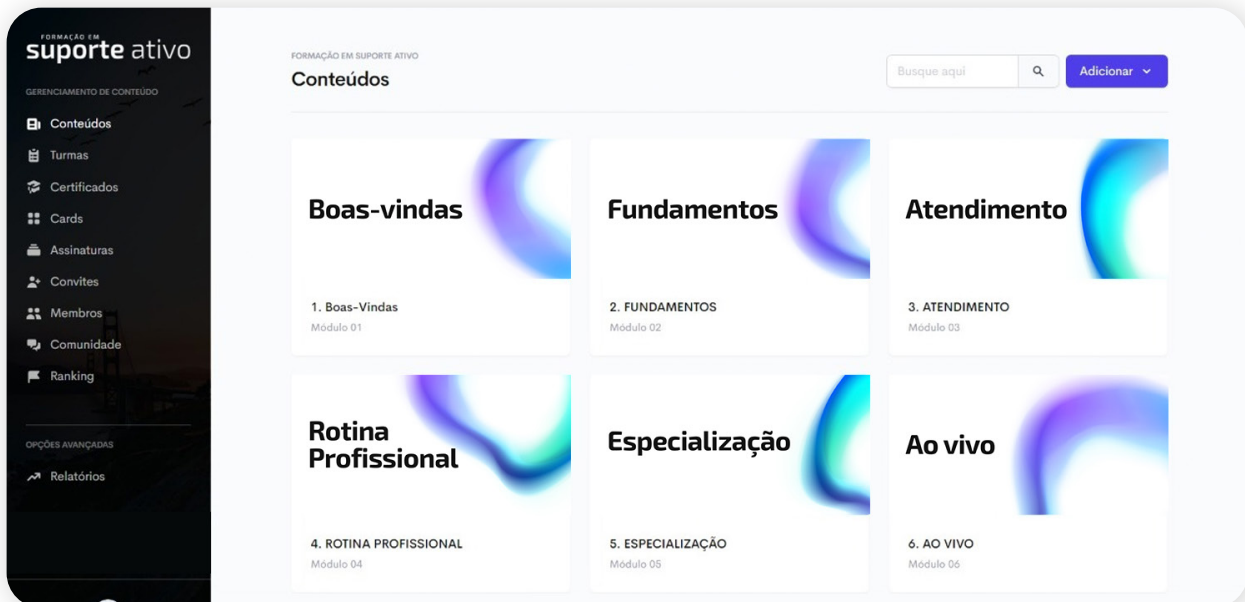 FORMAÇÃO EM
suporte ativo
GERENCIAMENTO DE CONTEÚDO
Conteúdos
Turmas
Certificados
Cards
Assinaturas
Convites
Membros
Comunidade
Ranking
OPÇÕES AVANÇADAS
Relatórios
FORMAÇÃO EM SUPORTE ATIVO
Conteúdos
Busque aqui
Adicionar
Boas-vindas
1. Boas-Vindas
Módulo 01
Fundamentos
2. FUNDAMENTOS
Módulo 02
Atendimento
3. ATENDIMENTO
Módulo 03
Rotina
Profissional
4. ROTINA PROFISSIONAL
Módulo 04
Especialização
5. ESPECIALIZAÇÃO
Módulo 05
Ao vivo
6. AO VIVO
Módulo 06